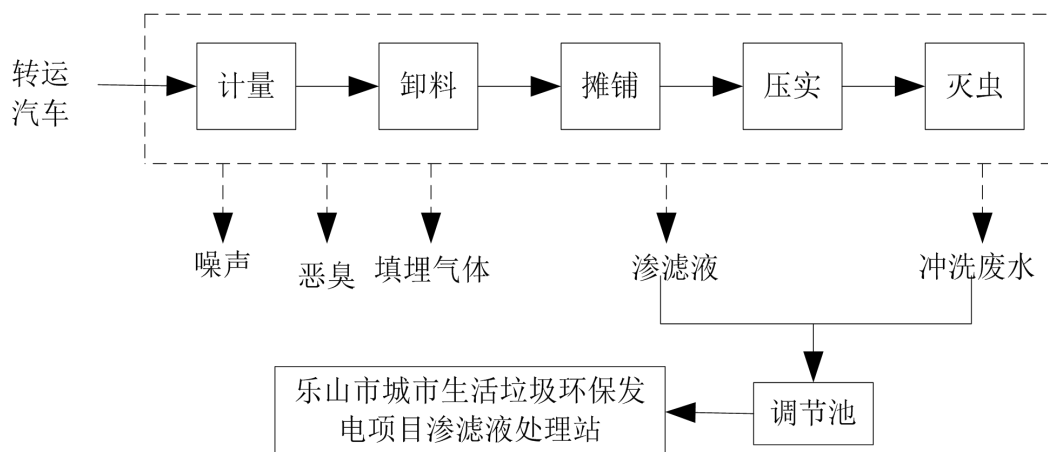 转运
汽车
计量
卸料
摊铺
压实
灭虫
噪声
恶臭
填埋气体
渗滤液
冲洗废水
乐山市城市生活垃圾环保发
电项目渗滤液处理站
调节池